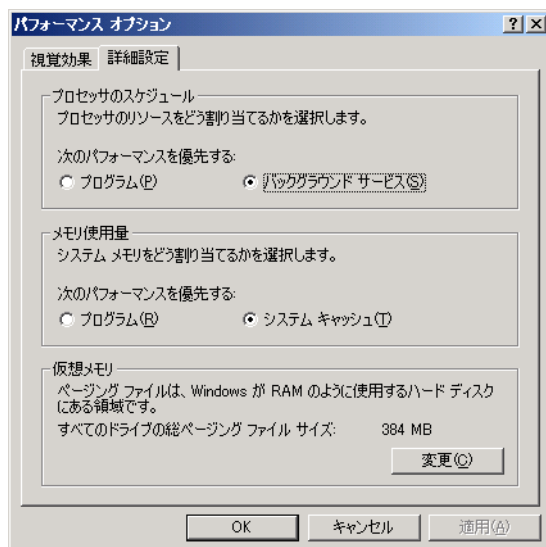 パフォーマンス オプション
視覚効果 詳細設定
プロセッサのスケジュール
プロセッサのリソースをどう割り当てるかを選択します。
次のパフォーマンスを優先する:
プログラム(P) バックグラウンド サービス(S)
メモリ使用量
システム メモリをどう割り当てるかを選択します。
次のパフォーマンスを優先する:
プログラム(R) システム キャッシュ(T)
仮想メモリ
ページング ファイルは、Windows が RAM のように使用するハード ディスク
にある領域です。
すべてのドライブの総ページング ファイル サイズ: 384 MB
変更(C)
OK キャンセル 適用(A)